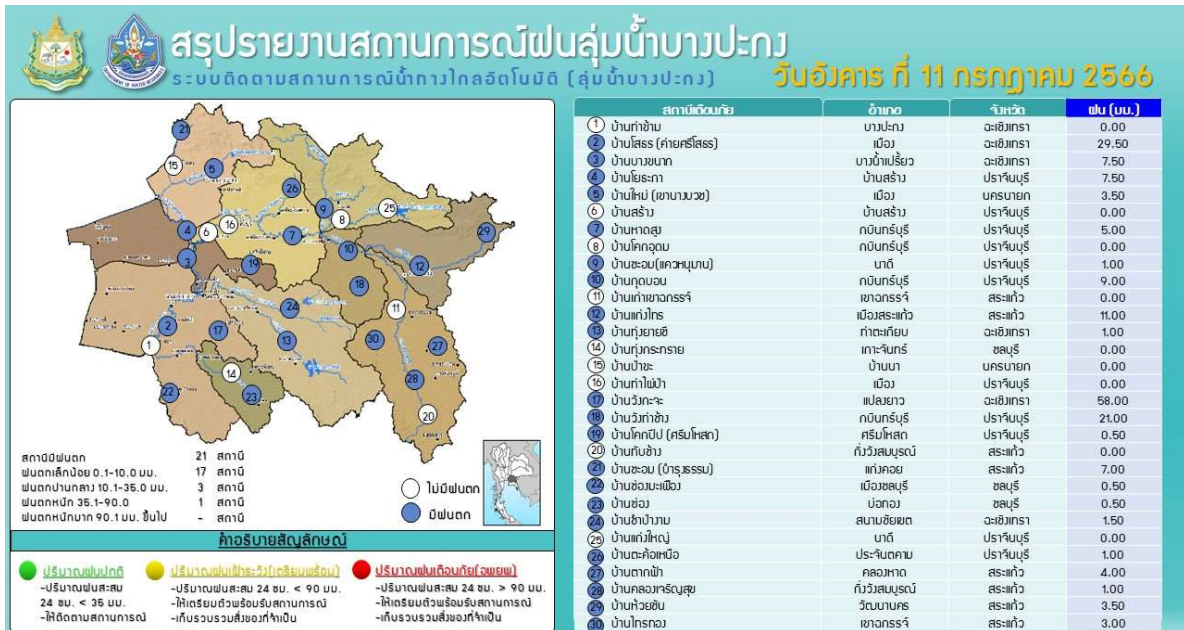 สรุปรายงานสถานการณ์ฝนลุ่มน้ำบางปะกง
ระบบติดตามสถานการณ์น้ำทางไกลอัตโนมัติ (ลุ่มน้ำบางปะกง)
วันอังคาร ที่ 11 กรกฎาคม 2566
สถานีเตือนภัย อำเภอ จังหวัด ฝน (มม.)
1 บ้านท่าข้าม บางปะกง ฉะเชิงเทรา 0.00
2 บ้านโสธร (ค่ายศรีโสธร) เมือง ฉะเชิงเทรา 29.50
3 บ้านบางขนาก บางน้ำเปรี้ยว ฉะเชิงเทรา 7.50
4 บ้านโยธะกา บ้านสร้าง ปราจีนบุรี 7.50
5 บ้านใหม่ (เขานางบวช) เมือง นครนายก 3.50
6 บ้านสร้าง บ้านสร้าง ปราจีนบุรี 0.00
7 บ้านหาดสูง กบินทร์บุรี ปราจีนบุรี 5.00
8 บ้านโคกอุดม กบินทร์บุรี ปราจีนบุรี 0.00
9 บ้านซะอม(แควหนุมาน) นาดี ปราจีนบุรี 1.00
10 บ้านกุดบอน กบินทร์บุรี ปราจีนบุรี 9.00
11 บ้านเก่าเขาฉกรรจ์ เขาฉกรรจ์ สระแก้ว 0.00
12 บ้านแก่งไทร เมืองสระแก้ว สระแก้ว 11.00
13 บ้านทุ่งยายชี ท่าตะเกียบ ฉะเชิงเทรา 1.00
14 บ้านทุ่งกระทราย เกาะจันทร์ ชลบุรี 0.00
15 บ้านป่าขะ บ้านนา นครนายก 0.00
16 บ้านท่าไผ่ป่า เมือง ปราจีนบุรี 0.00
17 บ้านวังกะจะ แปลงยาว ฉะเชิงเทรา 58.00
18 บ้านวังท่าช้าง กบินทร์บุรี ปราจีนบุรี 21.00
19 บ้านโคกปีป (ศรีมโหสถ) ศรีมโหสถ ปราจีนบุรี 0.50
20 บ้านทับช้าง กิ่งวังสมบูรณ์ สระแก้ว 0.00
21 บ้านซะอม (บำรุงธรรม) แก่งคอย สระแก้ว 7.00
22 บ้านช่องมะเฟือง เมืองชลบุรี ชลบุรี 0.50
23 บ้านช่อง บ่อทอง ชลบุรี 0.50
24 บ้านชำป่างาม สนามชัยเขต ฉะเชิงเทรา 1.50
25 บ้านแก่งใหญ่ นาดี ปราจีนบุรี 0.00
26 บ้านตะค้อเหนือ ประจันตคาม ปราจีนบุรี 1.00
27 บ้านตากฟ้า คลองหาด สระแก้ว 4.00
28 บ้านคลองเจริญสุข กิ่งวังสมบูรณ์ สระแก้ว 1.00
29 บ้านห้วยชัน วัฒนานคร สระแก้ว 3.50
30 บ้านไทรทอง เขาฉกรรจ์ สระแก้ว 3.00
21
15
5
26
9
8
25
4
6
16
7
29
3
19
10
12
18
24
11
2
17
13
1
30
27
14
22
23
28
20
สถานีมีฝนตก 21 สถานี
ฝนตกเล็กน้อย 0.1-10.0 มม. 17 สถานี
ฝนตกปานกลาง 10.1-35.0 มม. 3 สถานี
ฝนตกหนัก 35.1-90.0 1 สถานี
ฝนตกหนักมาก 90.1 มม. ขึ้นไป - สถานี
ไม่มีฝนตก
มีฝนตก
คำอธิบายสัญลักษณ์
ปริมาณฝนปกติ
-ปริมาณฝนสะสม
24 ชม. < 35 มม.
-ให้ติดตามสถานการณ์
ปริมาณฝนเฝ้าระวัง(เตรียมพร้อม)
-ปริมาณฝนสะสม 24 ชม. < 90 มม.
-ให้เตรียมตัวพร้อมรับสถานการณ์
-เก็บรวบรวมสิ่งของที่จำเป็น
ปริมาณฝนเตือนภัย(อพยพ)
-ปริมาณฝนสะสม 24 ชม. > 90 มม.
-ให้เตรียมตัวพร้อมรับสถานการณ์
-เก็บรวบรวมสิ่งของที่จำเป็น